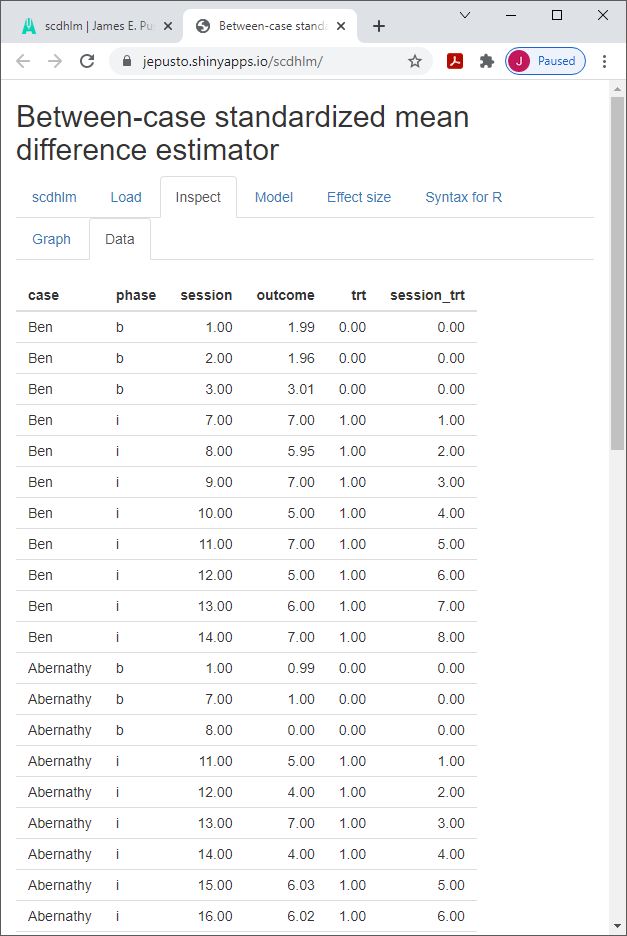 scdhlm | James E. Pu
Between-case standa
jepusto.shinyapps.io/scdhlm/
J Paused
Between-case standardized mean
difference estimator
scdhlm Load Inspect Model Effect size Syntax for R
Graph Data
case phase session outcome trt session_trt
Ben b 1.00 1.99 0.00 0.00
Ben b 2.00 1.96 0.00 0.00
Ben b 3.00 3.01 0.00 0.00
Ben i 7.00 7.00 1.00 1.00
Ben i 8.00 5.95 1.00 2.00
Ben i 9.00 7.00 1.00 3.00
Ben i 10.00 5.00 1.00 4.00
Ben i 11.00 7.00 1.00 5.00
Ben i 12.00 5.00 1.00 6.00
Ben i 13.00 6.00 1.00 7.00
Ben i 14.00 7.00 1.00 8.00
Abernathy b 1.00 0.99 0.00 0.00
Abernathy b 7.00 1.00 0.00 0.00
Abernathy b 8.00 0.00 0.00 0.00
Abernathy i 11.00 5.00 1.00 1.00
Abernathy i 12.00 4.00 1.00 2.00
Abernathy i 13.00 7.00 1.00 3.00
Abernathy i 14.00 4.00 1.00 4.00
Abernathy i 15.00 6.03 1.00 5.00
Abernathy i 16.00 6.02 1.00 6.00